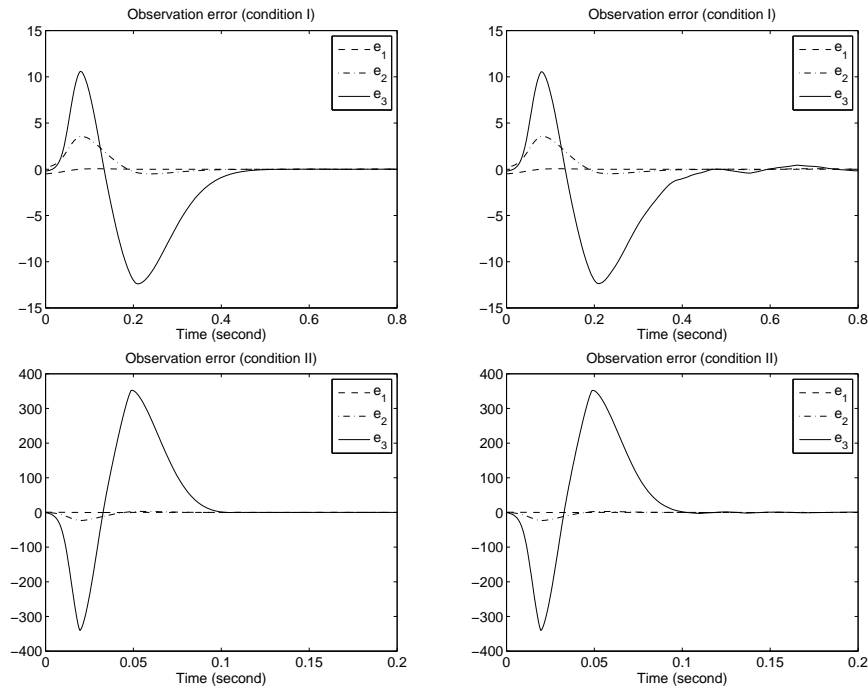 Observation error (condition I)
15
10
5
0
−5
−10
−15
0
0.2
0.4
0.6
0.8
Time (second)
e1
e2
e3
Observation error (condition I)
15
10
5
0
−5
−10
−15
0
0.2
0.4
0.6
0.8
Time (second)
e1
e2
e3
Observation error (condition II)
400
300
200
100
0
−100
−200
−300
−400
0
0.05
0.1
0.15
0.2
Time (second)
e1
e2
e3
Observation error (condition II)
400
300
200
100
0
−100
−200
−300
−400
0
0.05
0.1
0.15
0.2
Time (second)
e1
e2
e3